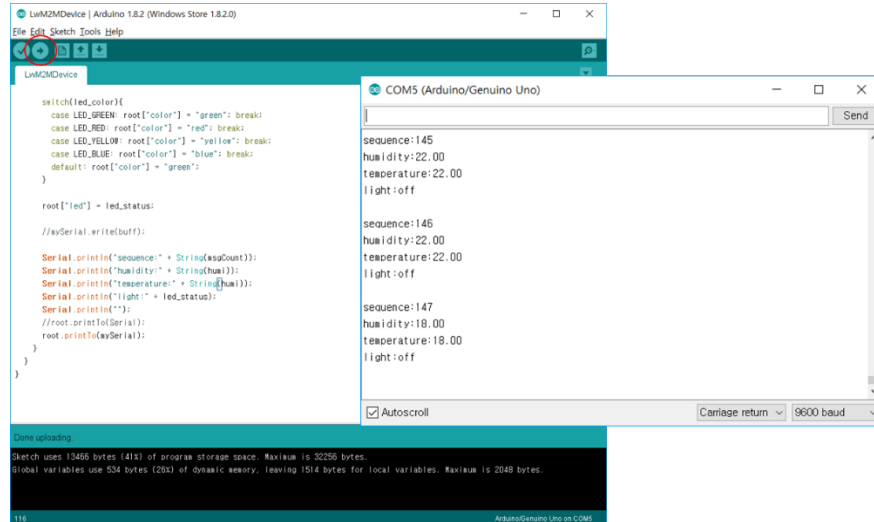 LwM2MDevice | Arduino 1.8.2 (Windows Store 1.8.2.0)
File Edit Sketch Tools Help
LwM2MDevice
switch(led_color){
case LED_GREEN: root["color"] = "green"; break;
case LED_RED: root["color"] = "red"; break;
case LED_YELLOW: root["color"] = "yellow"; break;
case LED_BLUE: root["color"] = "blue"; break;
default: root["color"] = "green";
}
root["led"] = led_status;
//mySerial.write(buff);
Serial.println("sequence:" + String(msgCount));
Serial.println("humidity:" + String(humi));
Serial.println("temperature:" + String(humi));
Serial.println("light:" + led_status);
Serial.println("");
//root.printTo(Serial);
root.printTo(mySerial);
}
}
}
Done uploading.
Sketch uses 13466 bytes (41%) of program storage space. Maximum is 32256 bytes.
Global variables use 534 bytes (26%) of dynamic memory, leaving 1514 bytes for local variables. Maximum is 2048 bytes.
116 Arduino/Genuino Uno on COM5
COM5 (Arduino/Genuino Uno)
Send
sequence:145
humidity:22.00
temperature:22.00
light:off
sequence:146
humidity:22.00
temperature:22.00
light:off
sequence:147
humidity:18.00
temperature:18.00
light:off
Autoscroll Carriage return 9600 baud